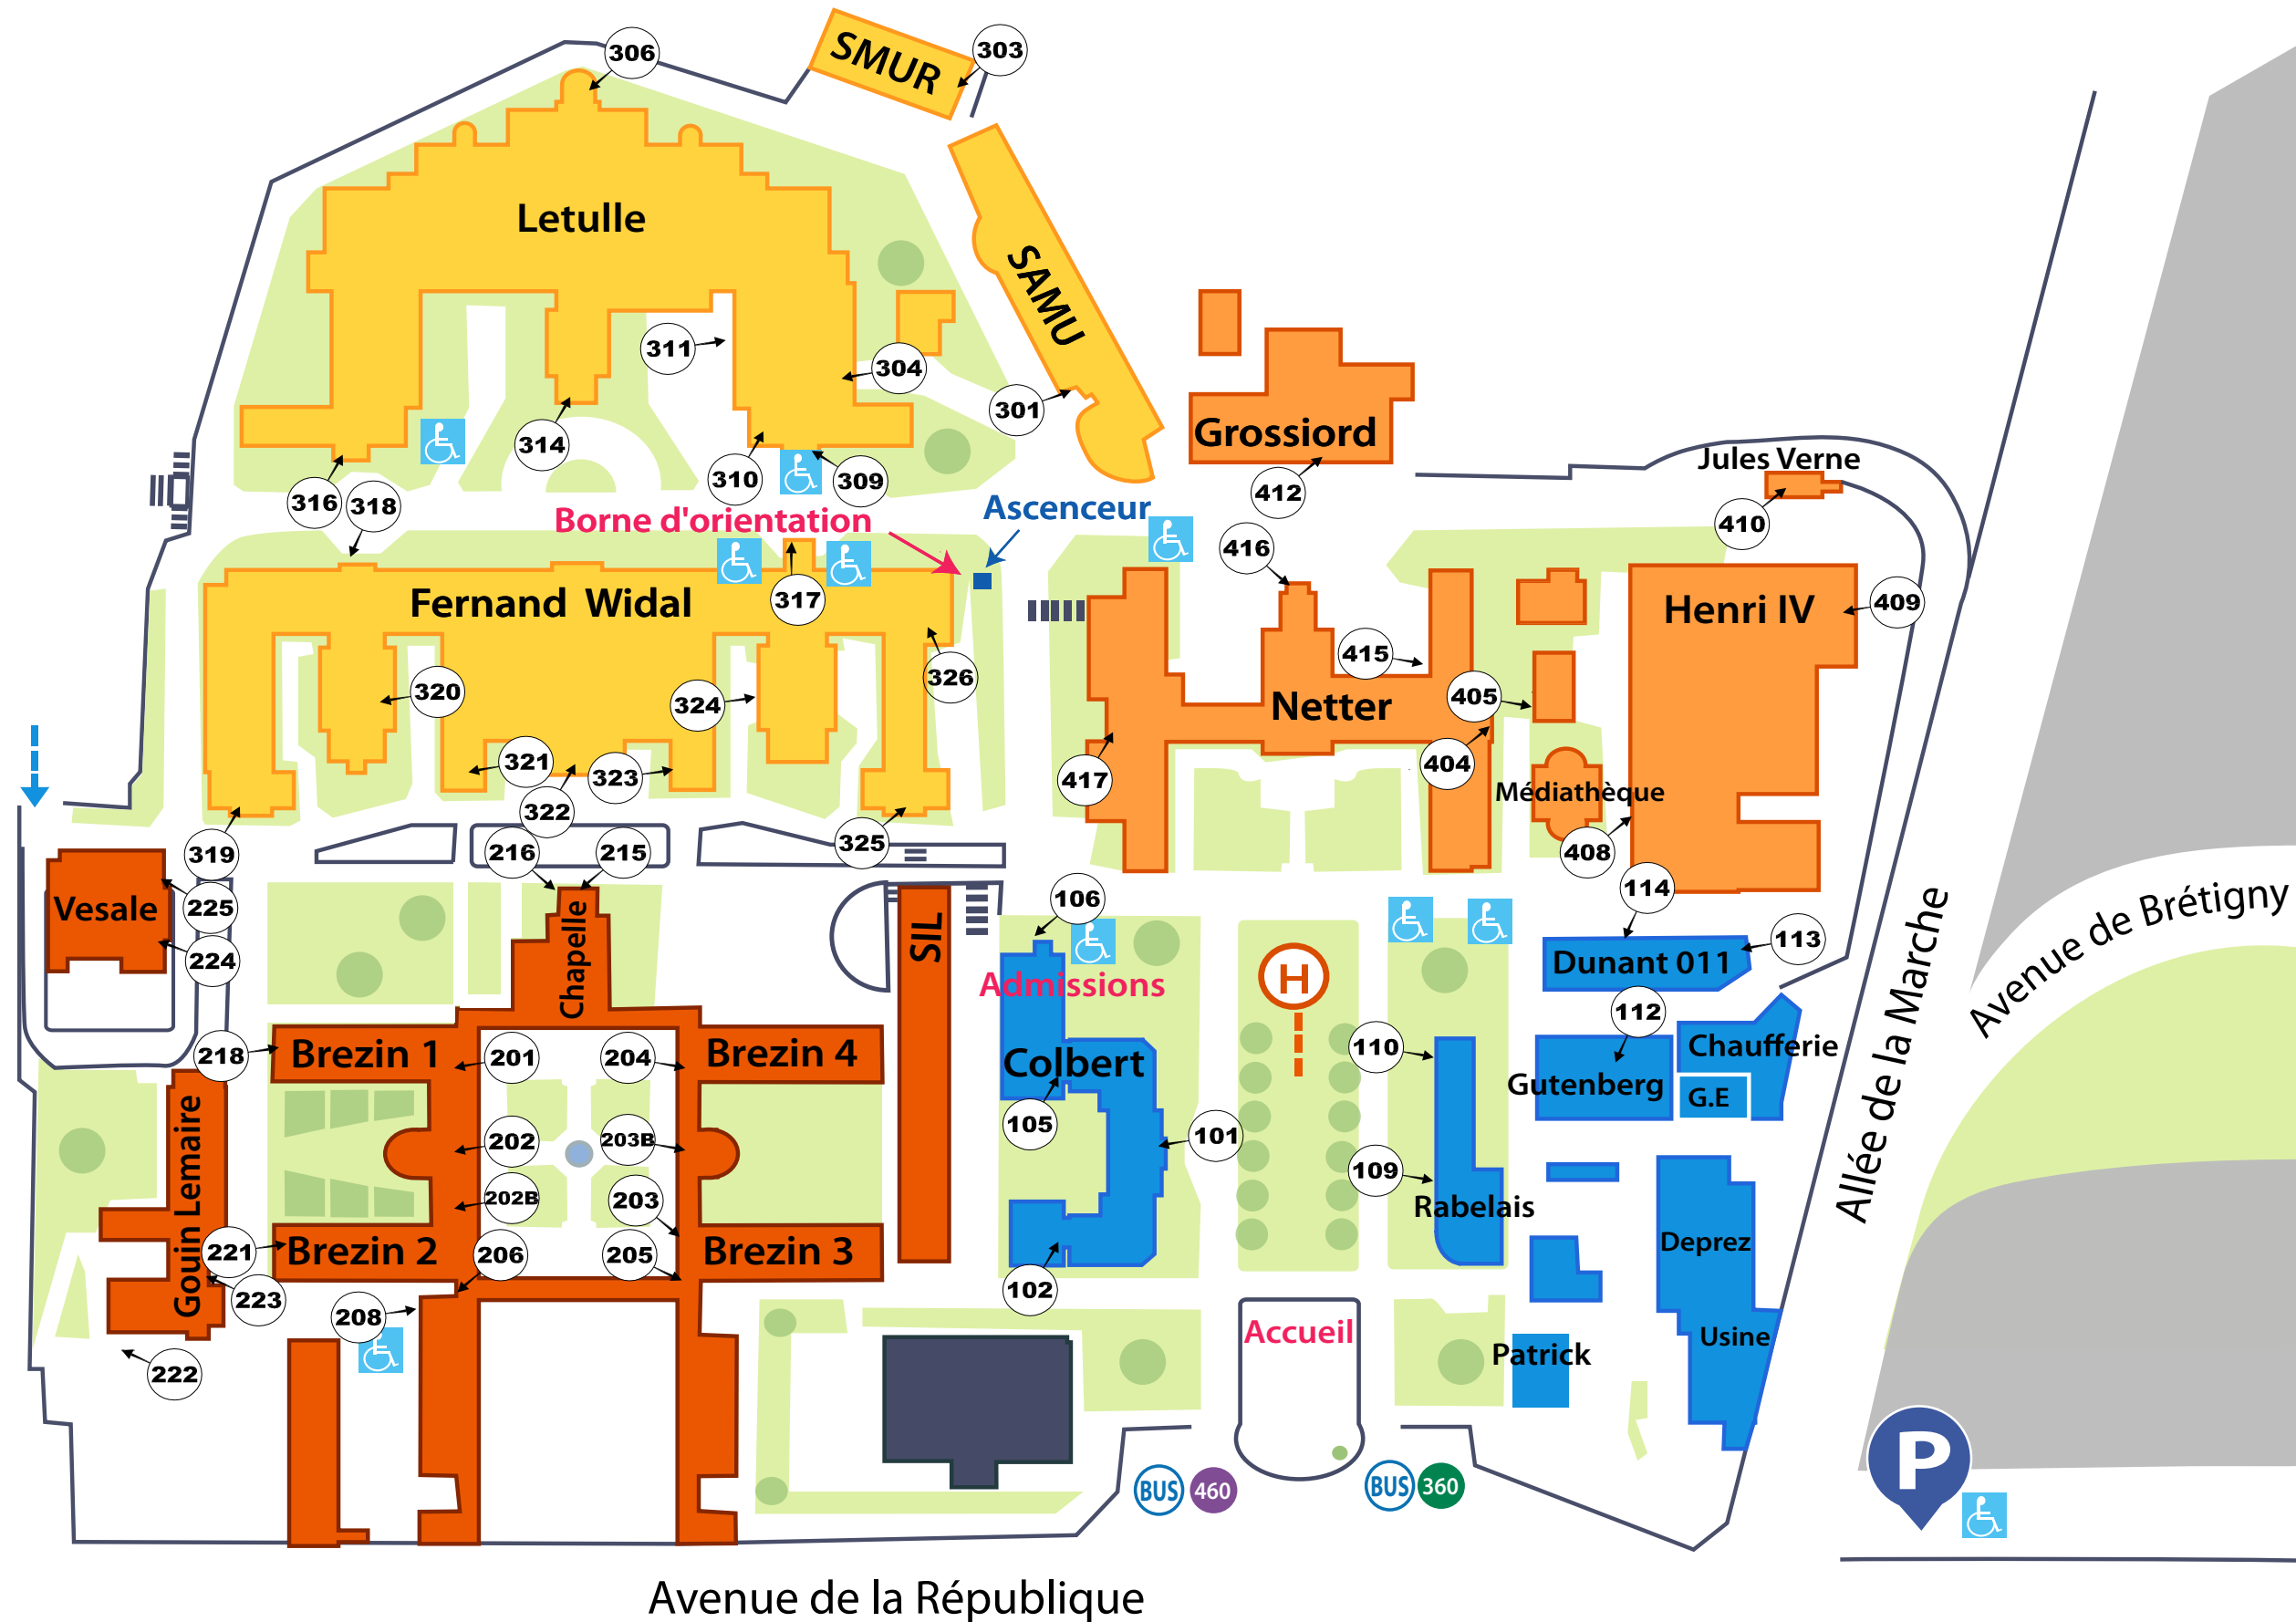 306
SMUR
303
Letulle
SAMU
311
304
301
314
310
309
316
318
Grossiord
412
Jules Verne
410
Borne d'orientation
Ascenceur
416
Fernand Widal
317
Henri IV
409
415
326
320
324
405
Netter
321
323
322
404
417
Médiathèque
325
408
319
216
215
114
106
Vesale
225
224
Chapelle
SIL
Admissions
H
Dunant 011
113
112
Allée de la Marche
Avenue de Brétigny
218
Brezin 1
201
204
Brezin 4
Colbert
110
Chaufferie
Gutenberg
G.E
105
101
202
203B
Gouin Lemaire
109
202B
203
Rabelais
221
Brezin 2
206
205
Brezin 3
Deprez
223
208
102
Accueil
Patrick
Usine
222
BUS 460
BUS 360
P
Avenue de la République